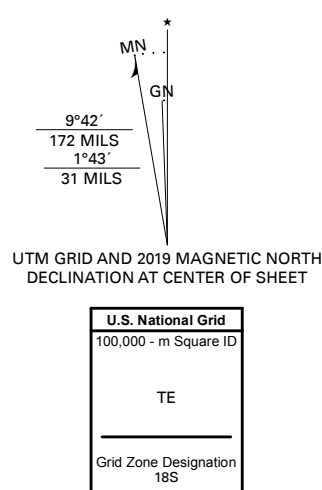 ★
MN
GN
9°42´
172 MILS
1°43´
31 MILS
UTM GRID AND 2019 MAGNETIC NORTH
DECLINATION AT CENTER OF SHEET
U.S. National Grid
100,000 - m Square ID
TE
Grid Zone Designation
18S